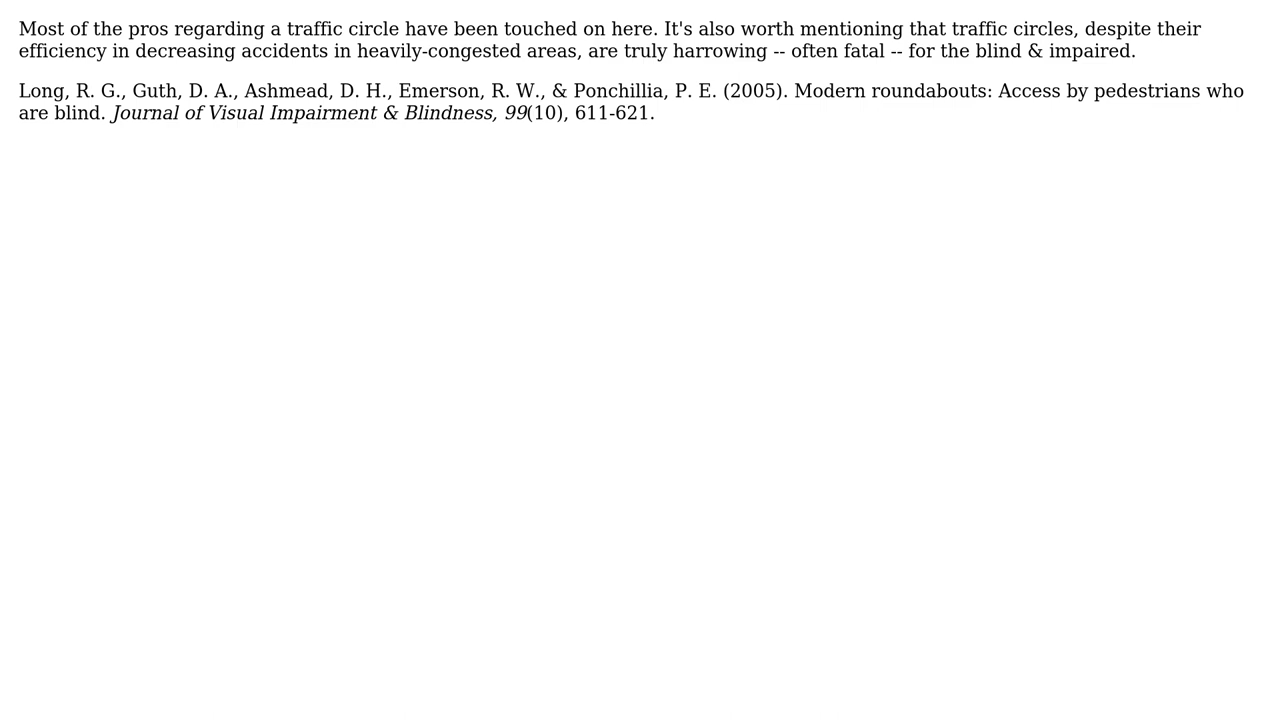 Most of the pros regarding a traffic circle have been touched on here. It's also worth mentioning that traffic circles, despite their
efficiency in decreasing accidents in heavily-congested areas, are truly harrowing -- often fatal -- for the blind & impaired.
Long, R. G., Guth, D. A., Ashmead, D. H., Emerson, R. W., & Ponchillia, P. E. (2005). Modern roundabouts: Access by pedestrians who
are blind. Journal of Visual Impairment & Blindness, 99(10), 611-621.